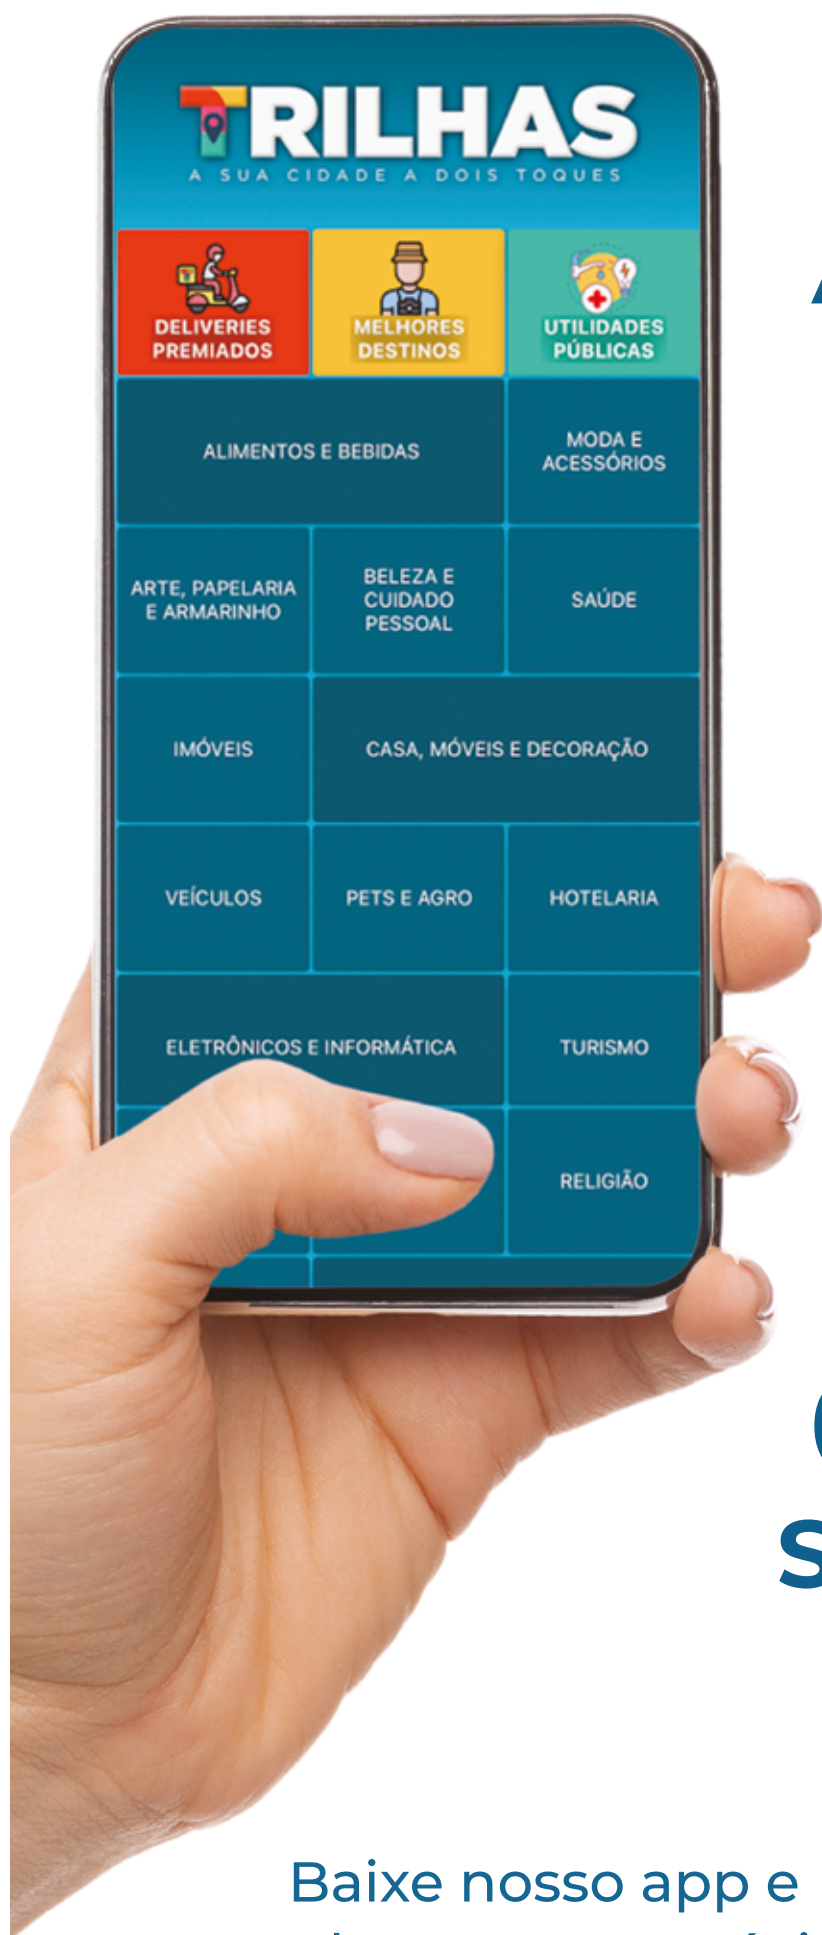 TRILHAS
A SUA CIDADE A DOIS TOQUES
DELIVERIES
PREMIADOS
MELHORES
DESTINOS
UTILIDADES
PÚBLICAS
ALIMENTOS E BEBIDAS
MODA E
ACESSÓRIOS
ARTE, PAPELARIA
E ARMARINHO
BELEZA E
CUIDADO
PESSOAL
SAÚDE
IMÓVEIS
CASA, MÓVEIS E DECORAÇÃO
VEÍCULOS
PETS E AGRO
HOTELARIA
ELETRÔNICOS E INFORMÁTICA
TURISMO
RELIGIÃO
Baixe nosso app e